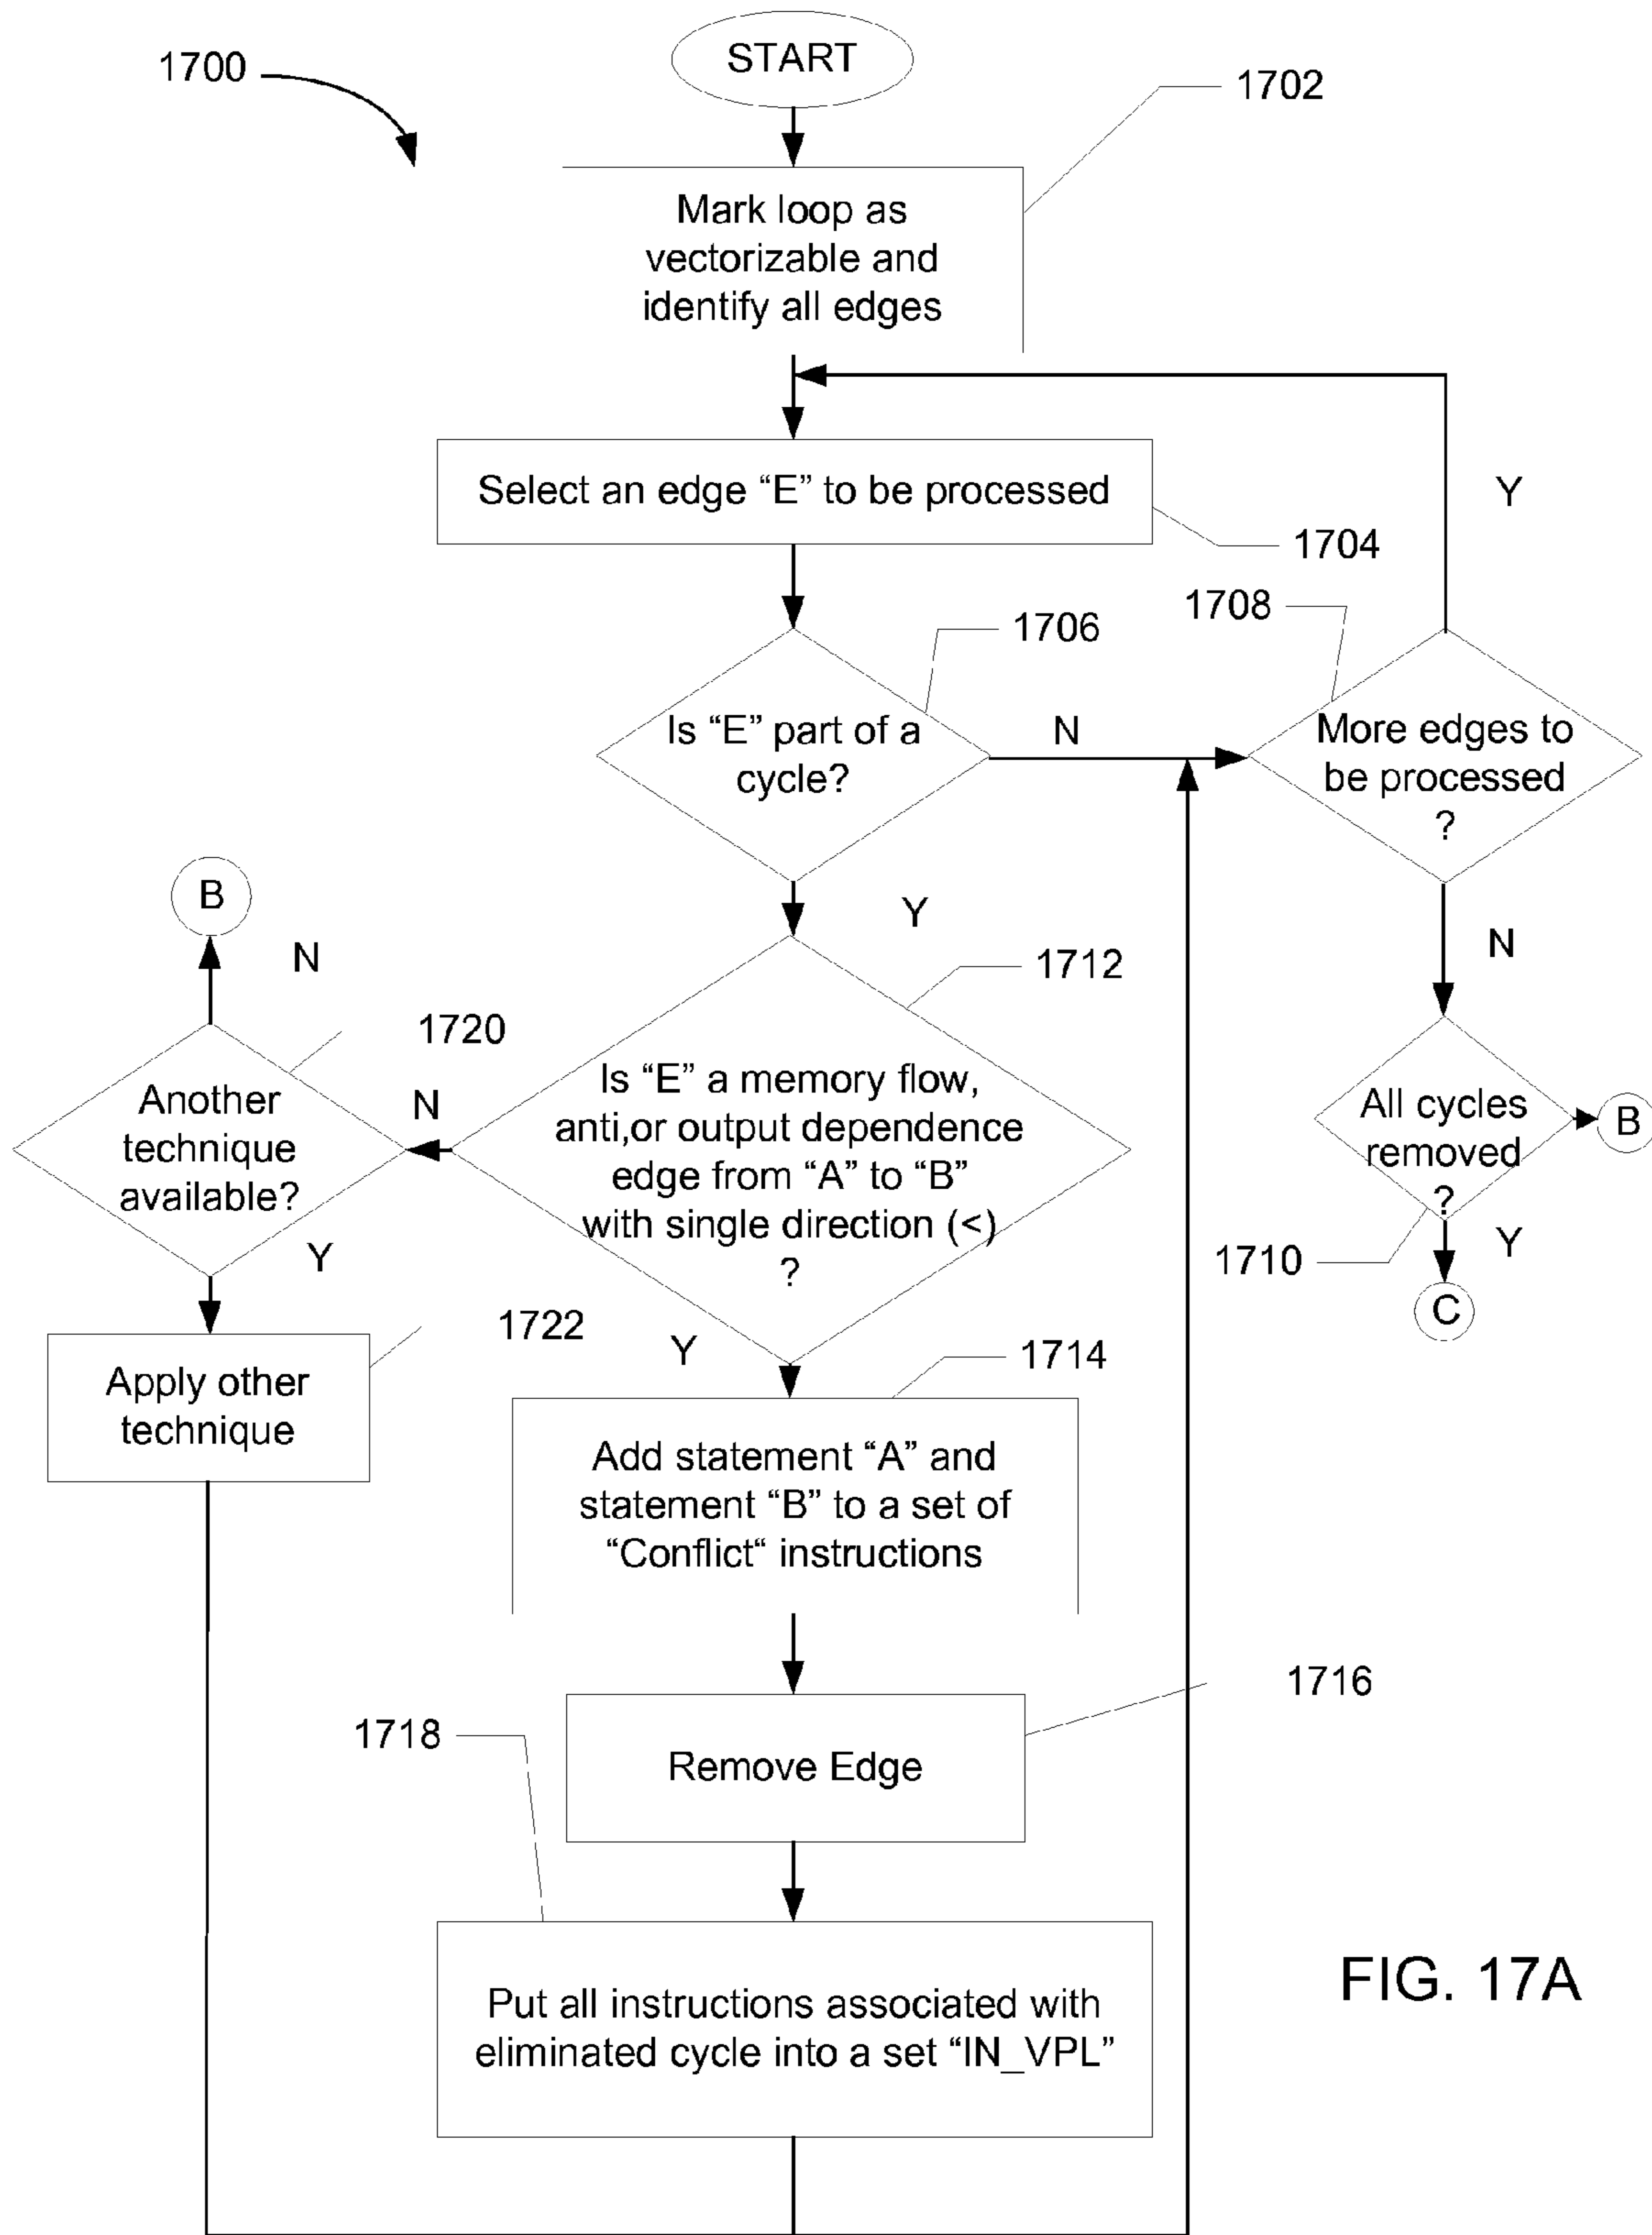 START
1700
1702
Mark loop as
vectorizable and
identify all edges
Select an edge “E” to be processed
Y
1704
1708
1706
Is “E” part of a
cycle?
N
More edges to
be processed
?
B
N
Y
N
1712
1720
Another
technique
available?
N
Is “E” a memory flow,
anti,or output dependence
edge from “A” to “B”
with single direction (<)
?
All cycles
removed
?
B
Y
1710
Y
C
1722
Y
1714
Apply other
technique
Add statement “A” and
statement “B” to a set of
“Conflict“ instructions
1716
1718
Remove Edge
Put all instructions associated with
eliminated cycle into a set “IN_VPL”
FIG. 17A